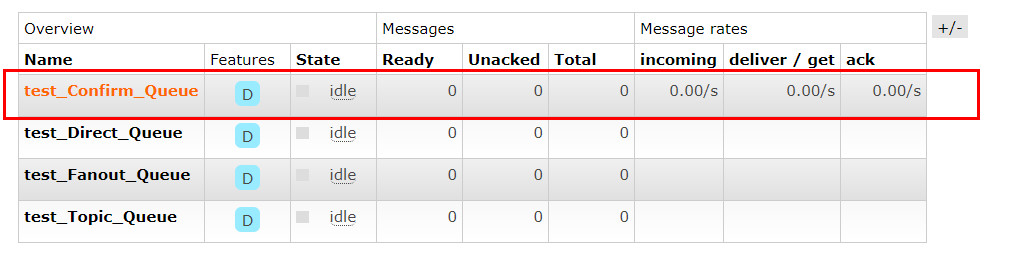 Overview Messages Message rates +/-
Name Features State Ready Unacked Total incoming deliver / get ack
test_Confirm_Queue D idle 0 0 0 0.00/s 0.00/s 0.00/s
test_Direct_Queue D idle 0 0 0
test_Fanout_Queue D idle 0 0 0
test_Topic_Queue D idle 0 0 0